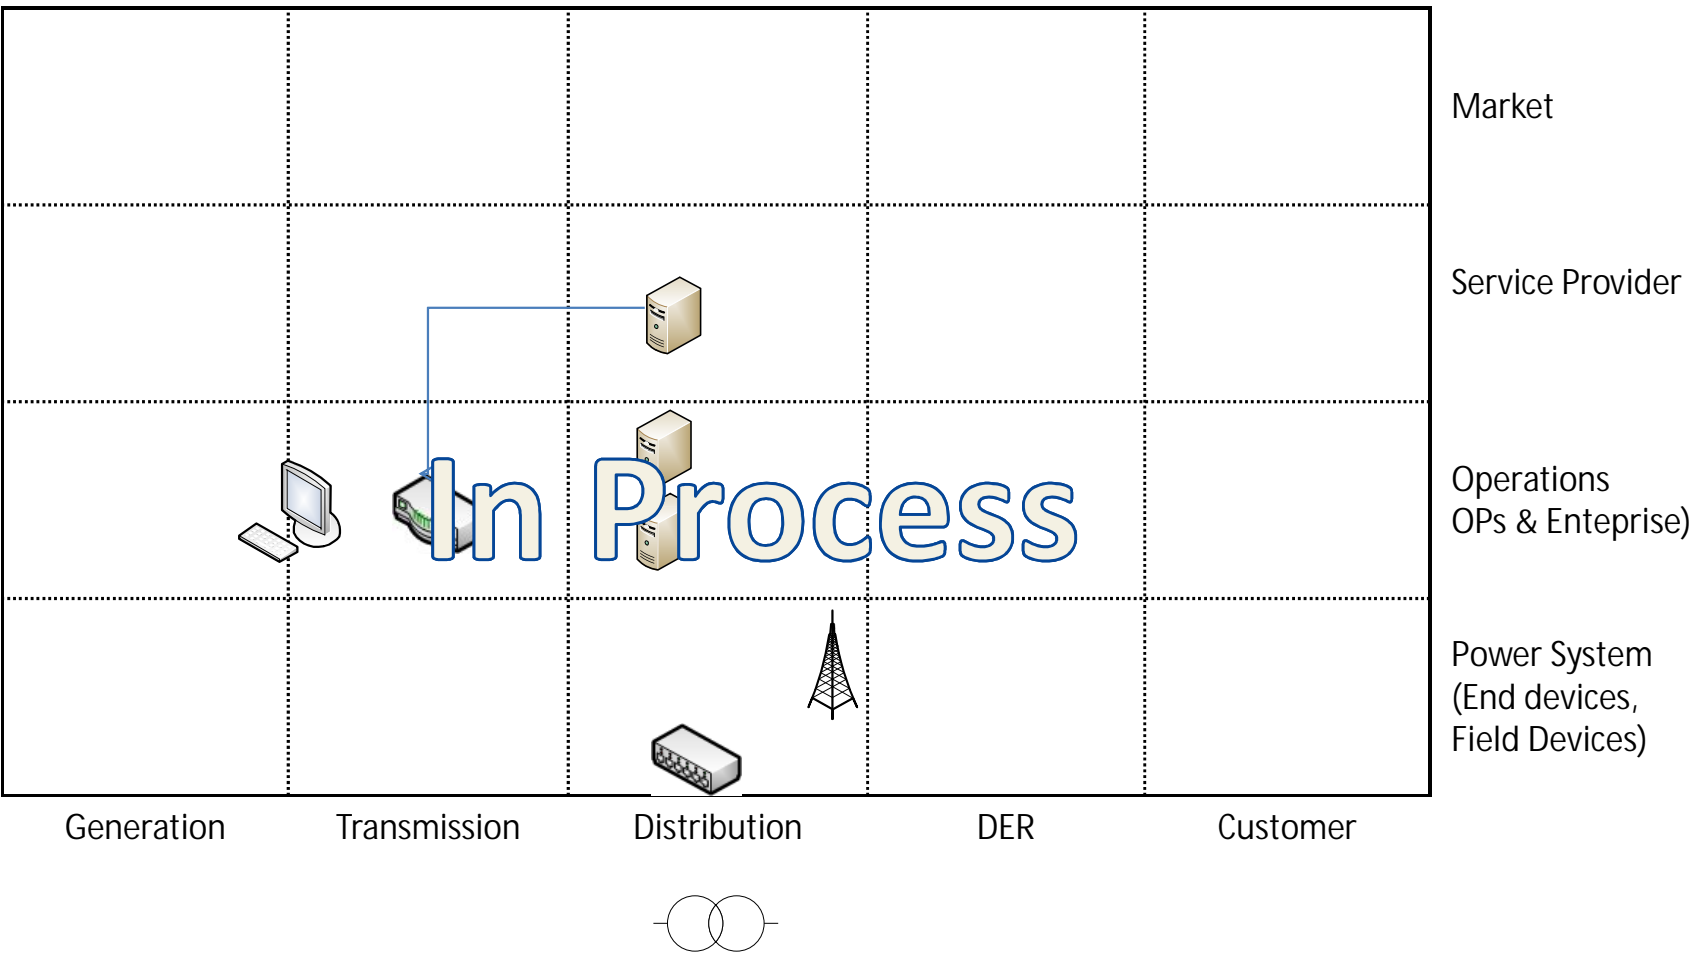 Market
Service Provider
In Process
Operations
OPs & Enteprise)
Power System
(End devices,
Field Devices)
Generation
Transmission
Distribution
DER
Customer